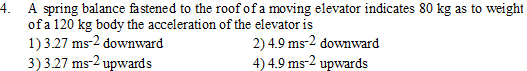 4. A spring balance fastened to the roof of a moving elevator indicates 80 kg as to weight
of a 120 kg body the acceleration of the elevator is
1) 3.27 ms-2 downward 2) 4.9 ms-2 downward
3) 3.27 ms-2 upwards 4) 4.9 ms-2 upwards